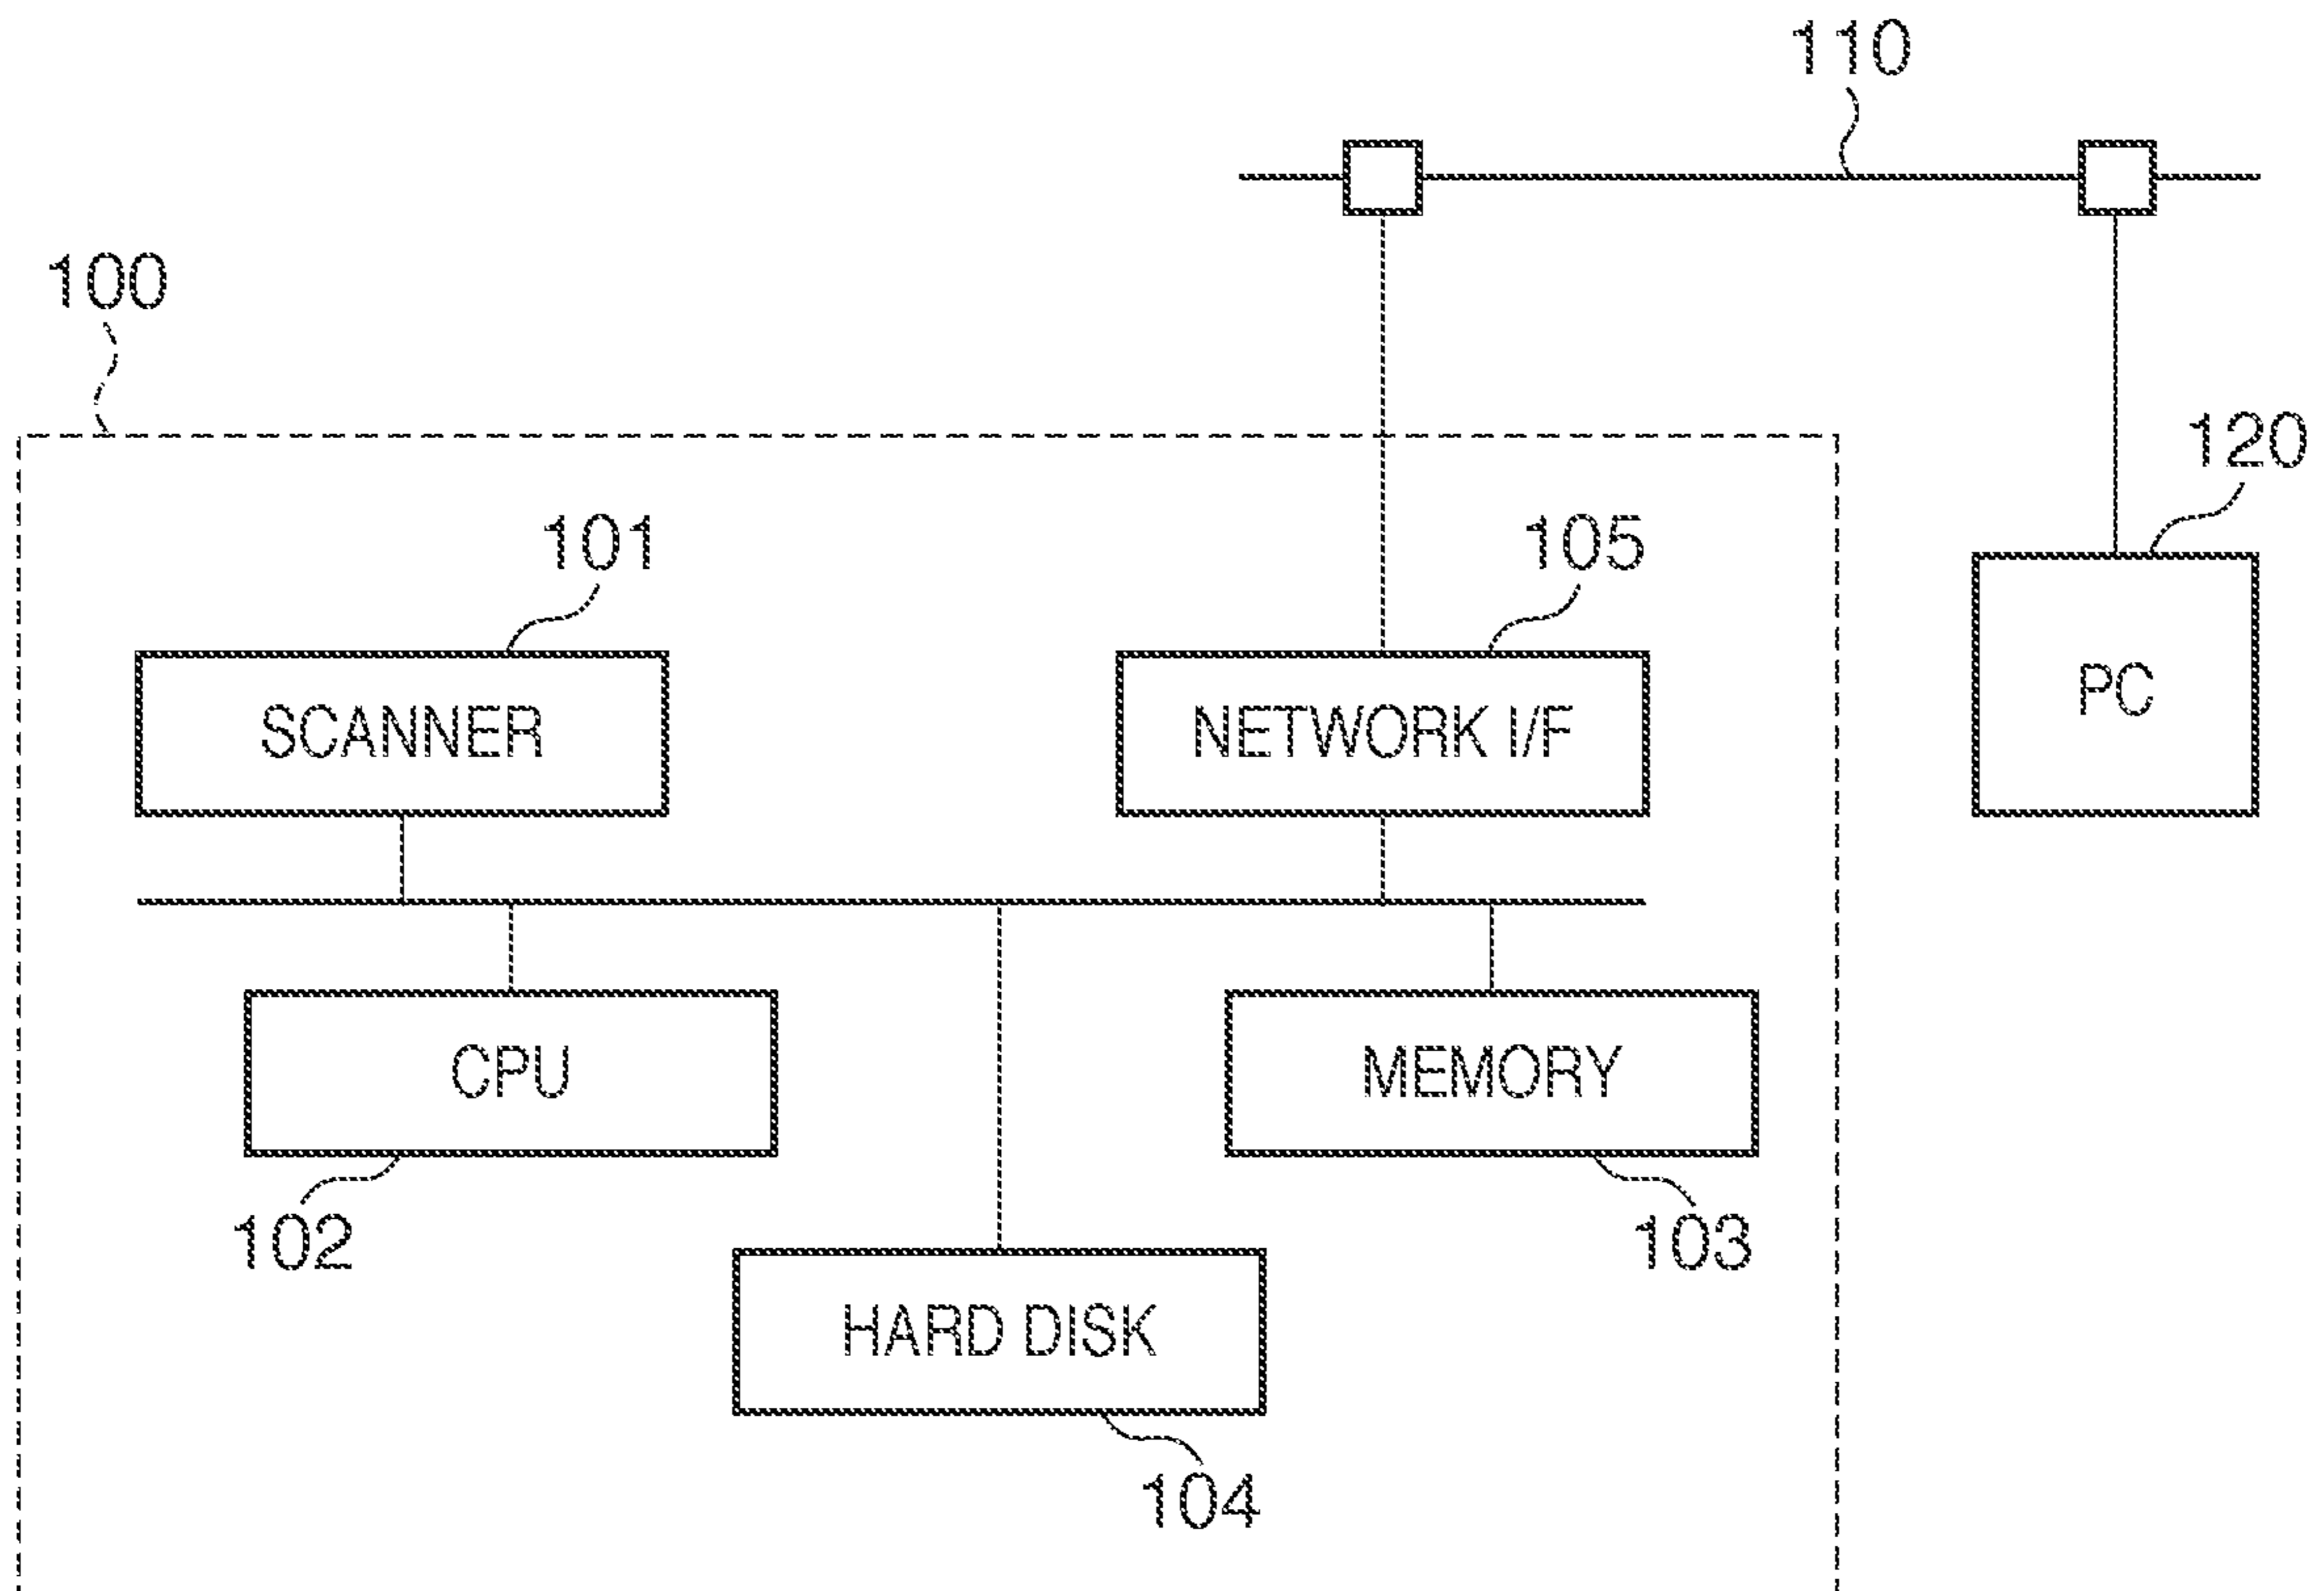 110
100
120
101
105
SCANNER
NETWORK I/F
PC
CPU
MEMORY
102
103
HARD DISK
104